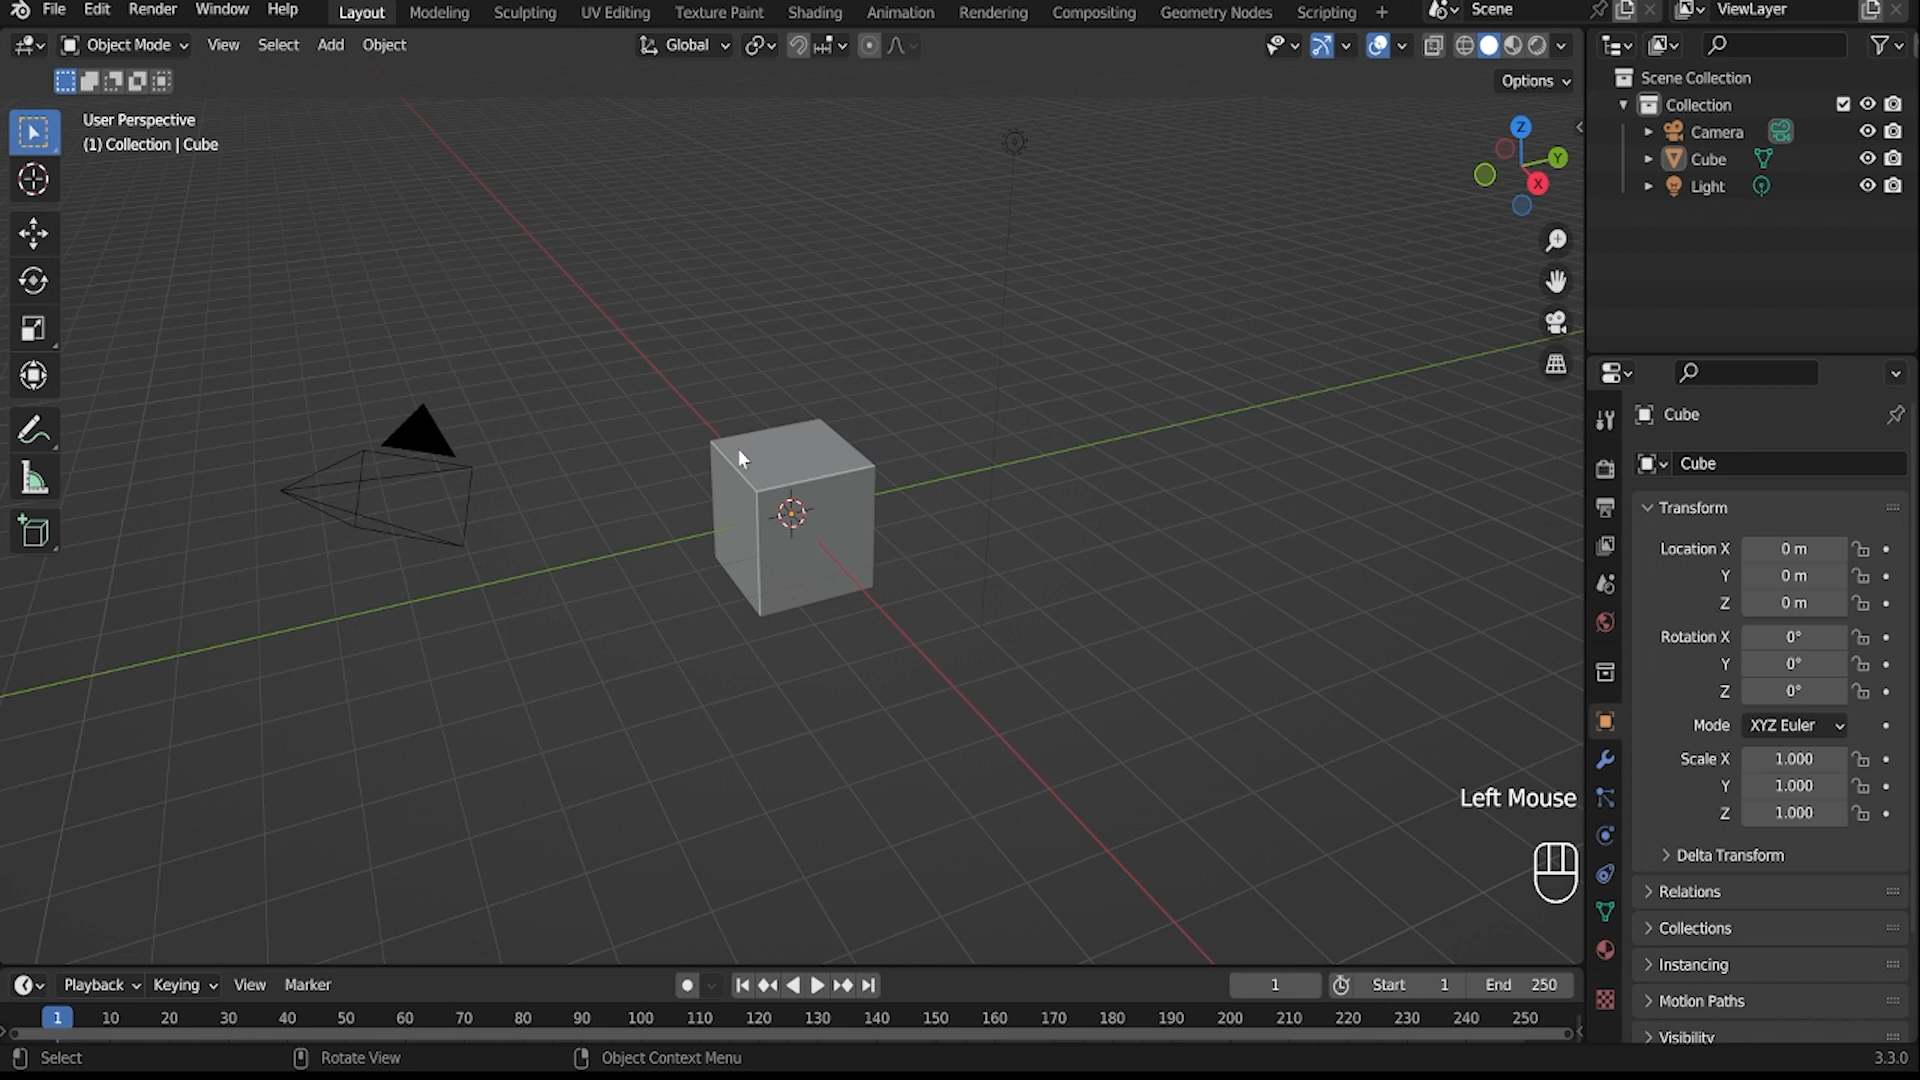 File Edit Render Window Help Layout Modeling Sculpting UV Editing Texture Paint Shading Animation Rendering Compositing Geometry Nodes Scripting + Scene ViewLayer
Object Mode View Select Add Object Global
Options
User Perspective
(1) Collection | Cube
Z
Y
X
Scene Collection
Collection
Camera
Cube
Light
Cube
Cube
Transform
Location X 0 m
Y 0 m
Z 0 m
Rotation X 0°
Y 0°
Z 0°
Mode XYZ Euler
Scale X 1.000
Y 1.000
Z 1.000
Delta Transform
Relations
Collections
Instancing
Motion Paths
Visibility
Left Mouse
Playback Keying View Marker 1 Start 1 End 250
1 10 20 30 40 50 60 70 80 90 100 110 120 130 140 150 160 170 180 190 200 210 220 230 240 250
Select Rotate View Object Context Menu 3.3.0